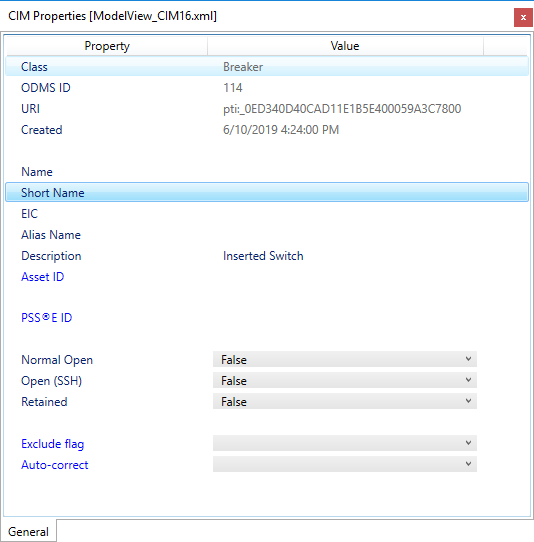 CIM Properties [ModelView_CIM16.xml]
x
Property Value
Class Breaker
ODMS ID 114
URI pti:_0ED340D40CAD11E1B5E400059A3C7800
Created 6/10/2019 4:24:00 PM
Name
Short Name
EIC
Alias Name
Description Inserted Switch
Asset ID
PSS®E ID
Normal Open False
Open (SSH) False
Retained False
Exclude flag
Auto-correct
General